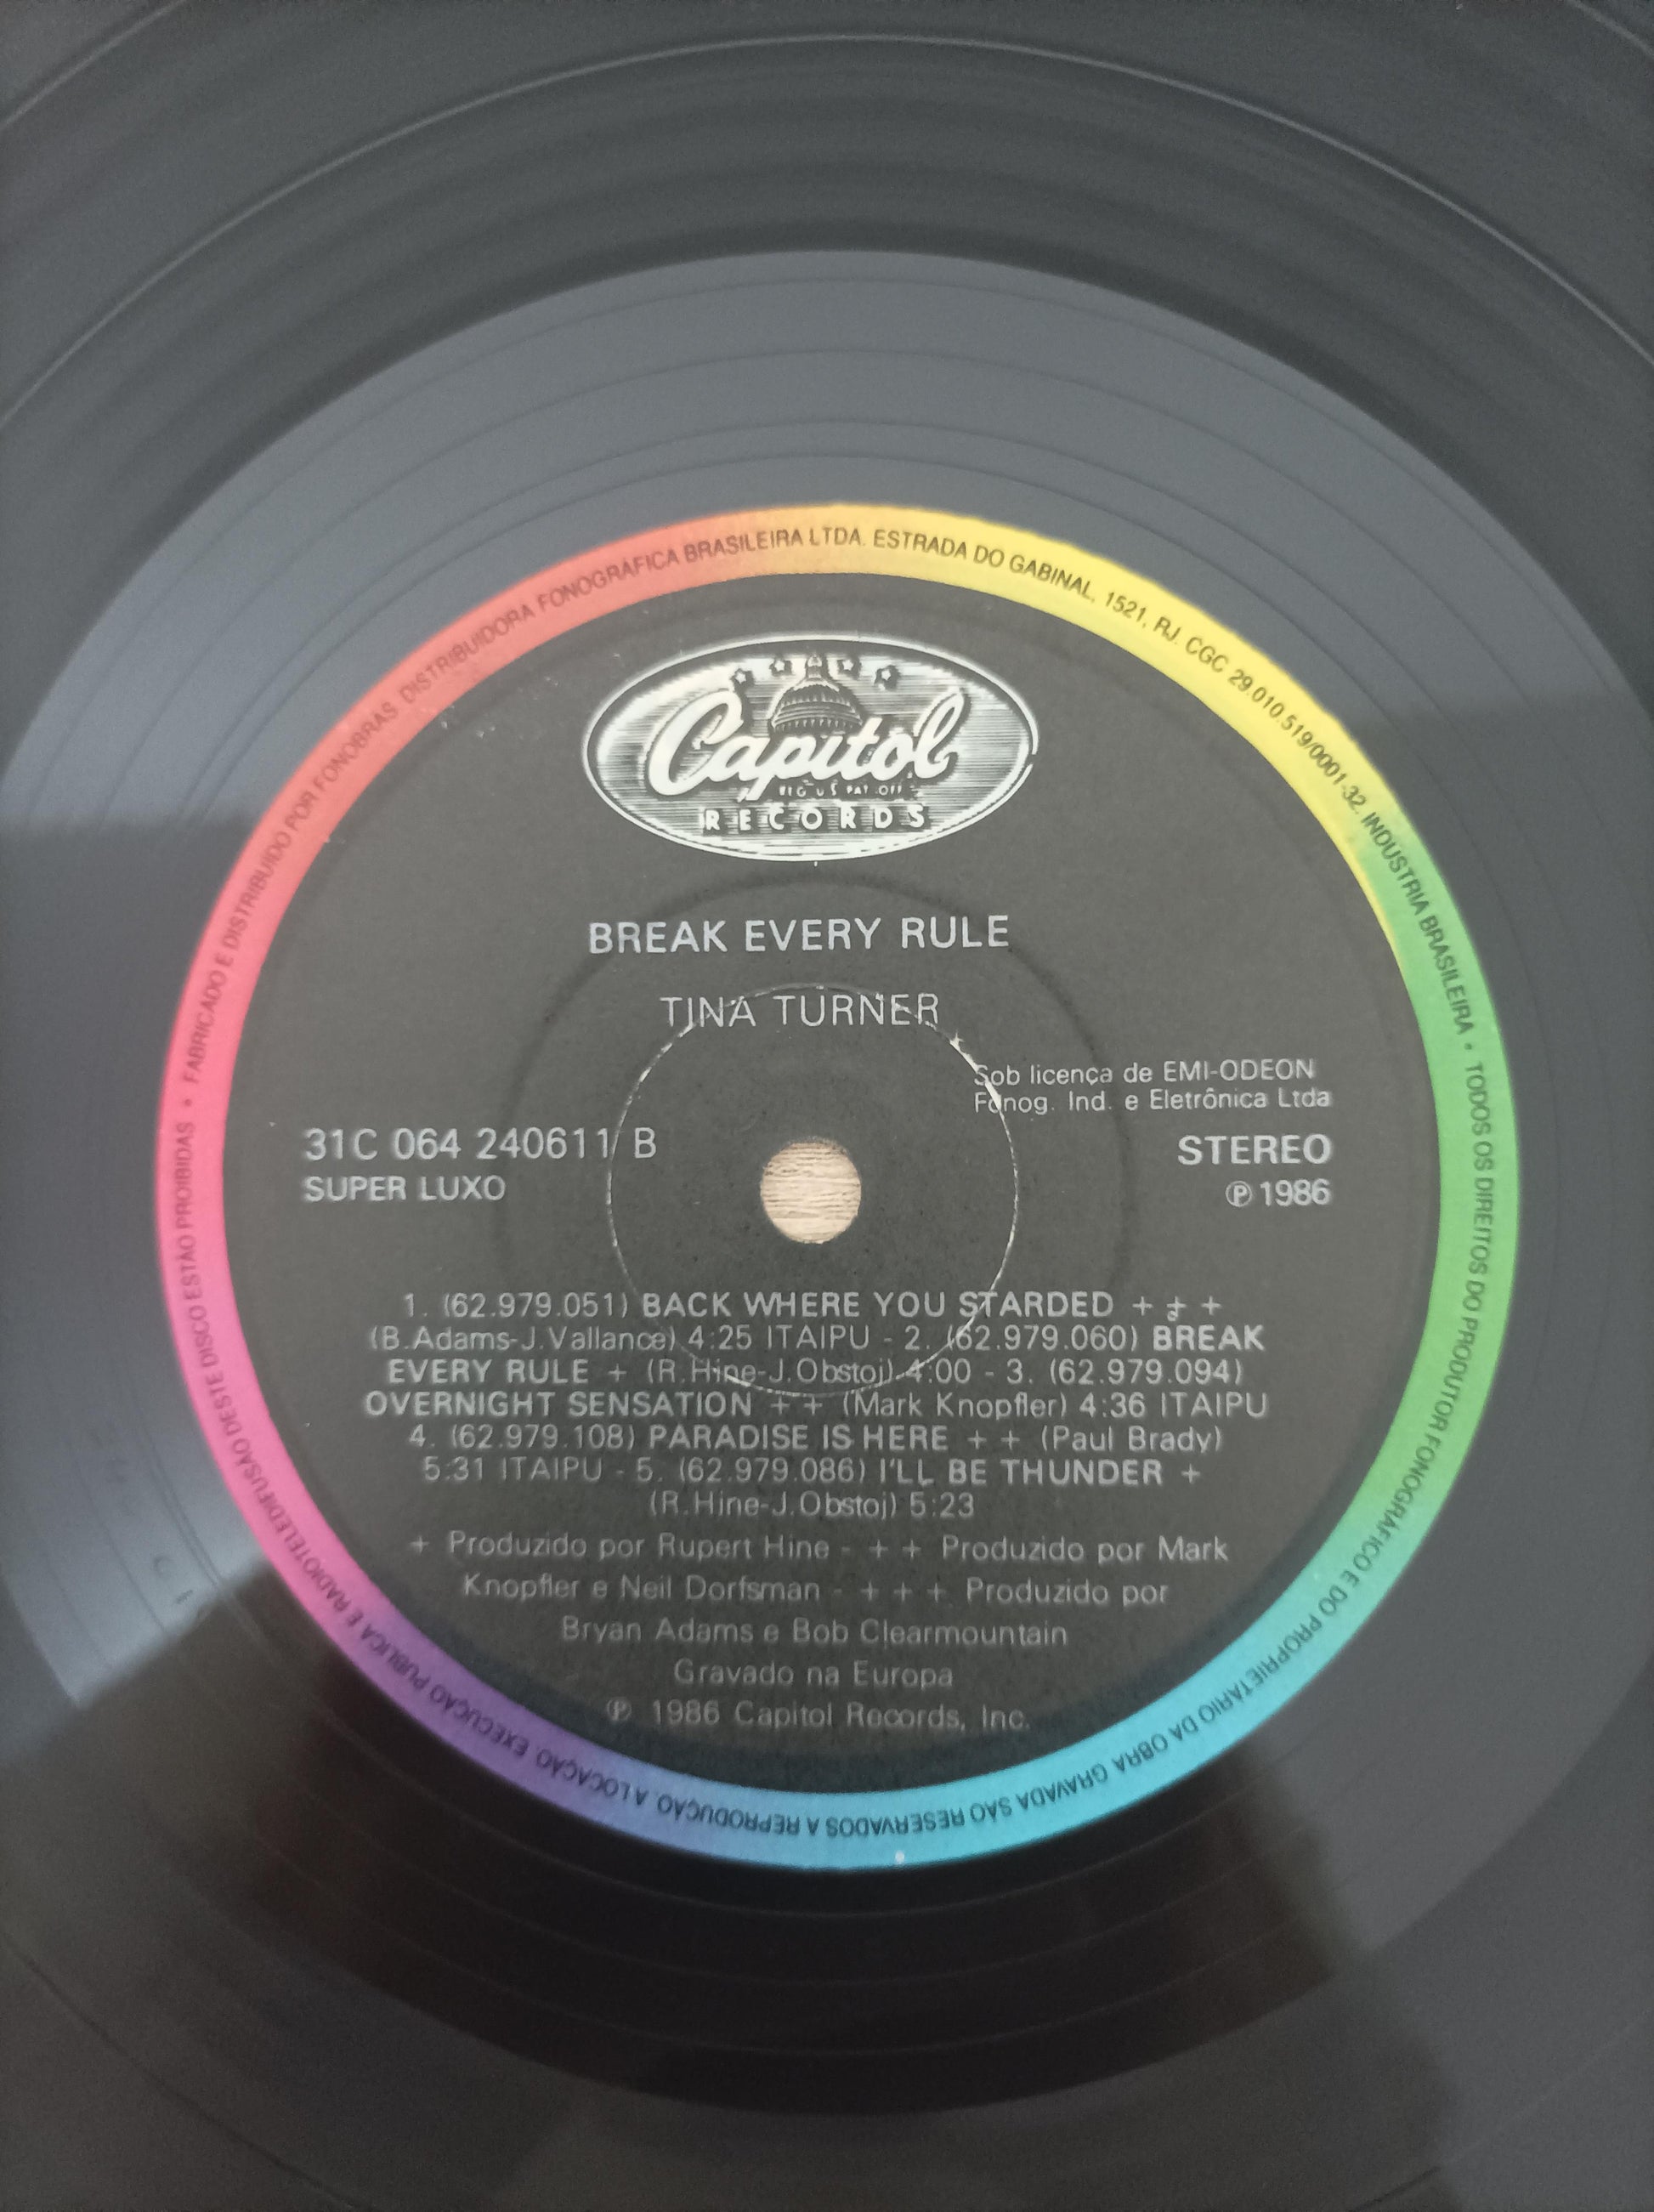 FABRICADO E DISTRIBUIDO POR FONOBRAS DISTRIBUIDORA FONOGRAFICA BRASILEIRA LTDA. ESTRADA DO GABINAL, 1521, RJ. CGC 29.010.519/0001-32. INDUSTRIA BRASILEIRA • TODOS OS DIREITOS DO PRODUTOR FONOGRAFICO E DO PROPRIETARIO DA OBRA GRAVADA SAO RESERVADOS A REPRODUÇAO A LOCAÇAO. EXECUÇAO PUBLICA E RADIOTELEDIFUSAO DESTE DISCO ESTAO PROIBIDAS •
Capitol
REG U S PAT OFF
RECORDS
BREAK EVERY RULE
TINA TURNER
Sob licença de EMI-ODEON
Fonog. Ind. e Eletrônica Ltda
31C 064 240611 B
STEREO
SUPER LUXO
℗ 1986
1. (62.979.051) BACK WHERE YOU STARDED + + +
(B.Adams-J.Vallance) 4:25 ITAIPU - 2. (62.979.060) BREAK
EVERY RULE + (R.Hine-J.Obstoj) 4:00 - 3. (62.979.094)
OVERNIGHT SENSATION + + (Mark Knopfler) 4:36 ITAIPU
4. (62.979.108) PARADISE IS HERE + + (Paul Brady)
5:31 ITAIPU - 5. (62.979.086) I'LL BE THUNDER +
(R.Hine-J.Obstoj) 5:23
+ Produzido por Rupert Hine - + + Produzido por Mark
Knopfler e Neil Dorfsman - + + + Produzido por
Bryan Adams e Bob Clearmountain
Gravado na Europa
℗ 1986 Capitol Records, Inc.